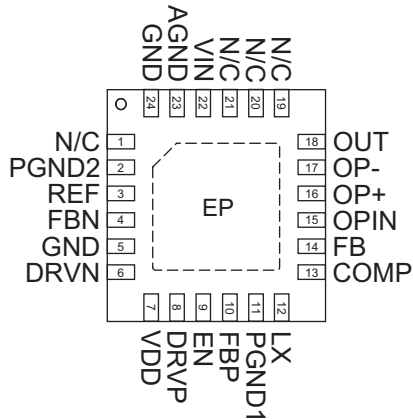 GND AGND VIN N/C N/C N/C
24 23 22 21 20 19
N/C 1
PGND2 2
REF 3
FBN 4
GND 5
DRVN 6
EP
18 OUT
17 OP-
16 OP+
15 OPIN
14 FB
13 COMP
7 8 9 10 11 12
VDD DRVP EN FBP PGND1 LX